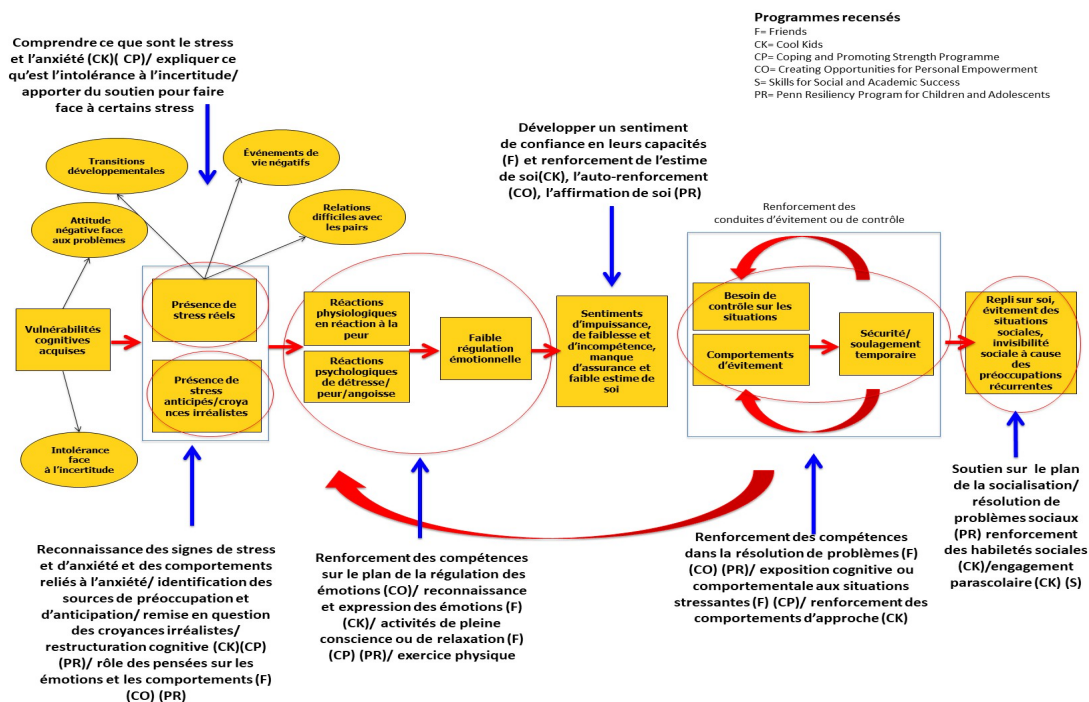 Programmes recensés
F= Friends
CK= Cool Kids
CP= Coping and Promoting Strength Programme
CO= Creating Opportunities for Personal Empowerment
S= Skills for Social and Academic Success
PR= Penn Resiliency Program for Children and Adolescents
Comprendre ce que sont le stress
et l'anxiété (CK)( CP)/ expliquer ce
qu'est l'intolérance à l'incertitude/
apporter du soutien pour faire
face à certains stress
Développer un sentiment
de confiance en leurs capacités
(F) et renforcement de l'estime
de soi(CK), l'auto-renforcement
(CO), l'affirmation de soi (PR)
Transitions
développementales
Événements de
vie négatifs
Attitude
négative face
aux problèmes
Relations
difficiles avec
les pairs
Renforcement des
conduites d'évitement ou de contrôle
Vulnérabilités
cognitives
acquises
Présence de
stress réels
Présence de
stress
anticipés/croya
nces irréalistes
Intolérance
face
à l'incertitude
Réactions
physiologiques
en réaction à la
peur
Réactions
psychologiques
de détresse/
peur/angoisse
Faible
régulation
émotionnelle
Sentiments
d'impuissance,
de faiblesse et
d'incompétence,
manque
d'assurance et
faible estime de
soi
Besoin de
contrôle sur les
situations
Comportements
d'évitement
Sécurité/
soulagement
temporaire
Repli sur soi,
évitement des
situations
sociales,
invisibilité
sociale à cause
des
préoccupations
récurrentes
Reconnaissance des signes de stress
et d'anxiété et des comportements
reliés à l'anxiété/ identification des
sources de préoccupation et
d'anticipation/ remise en question
des croyances irréalistes/
restructuration cognitive (CK)(CP)
(PR)/ rôle des pensées sur les
émotions et les comportements (F)
(CO) (PR)
Renforcement des compétences
sur le plan de la régulation des
émotions (CO)/ reconnaissance
et expression des émotions (F)
(CK)/ activités de pleine
conscience ou de relaxation (F)
(CP) (PR)/ exercice physique
Renforcement des compétences
dans la résolution de problèmes (F)
(CO) (PR)/ exposition cognitive ou
comportementale aux situations
stressantes (F) (CP)/ renforcement des
comportements d'approche (CK)
Soutien sur le plan
de la socialisation/
résolution de
problèmes sociaux
(PR) renforcement
des habiletés sociales
(CK)/engagement
parascolaire (CK) (S)